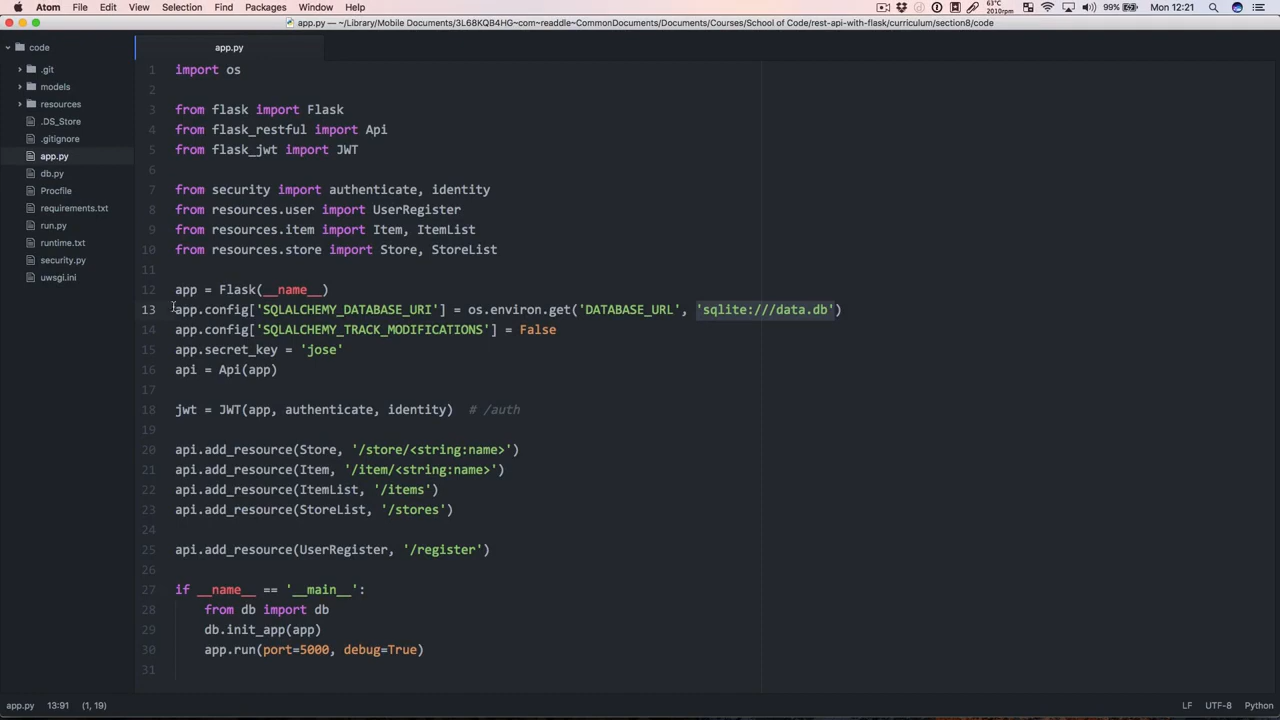 Atom File Edit View Selection Find Packages Window Help 63°C 2010rpm 99% Mon 12:21
app.py — ~/Library/Mobile Documents/3L68KQB4HG~com~readdle~CommonDocuments/Documents/Courses/School of Code/rest-api-with-flask/curriculum/section8/code
code
.git
models
resources
.DS_Store
.gitignore
app.py
db.py
Procfile
requirements.txt
run.py
runtime.txt
security.py
uwsgi.ini
app.py
1 import os
2
3 from flask import Flask
4 from flask_restful import Api
5 from flask_jwt import JWT
6
7 from security import authenticate, identity
8 from resources.user import UserRegister
9 from resources.item import Item, ItemList
10 from resources.store import Store, StoreList
11
12 app = Flask(__name__)
13 app.config['SQLALCHEMY_DATABASE_URI'] = os.environ.get('DATABASE_URL', 'sqlite:///data.db')
14 app.config['SQLALCHEMY_TRACK_MODIFICATIONS'] = False
15 app.secret_key = 'jose'
16 api = Api(app)
17
18 jwt = JWT(app, authenticate, identity)  # /auth
19
20 api.add_resource(Store, '/store/<string:name>')
21 api.add_resource(Item, '/item/<string:name>')
22 api.add_resource(ItemList, '/items')
23 api.add_resource(StoreList, '/stores')
24
25 api.add_resource(UserRegister, '/register')
26
27 if __name__ == '__main__':
28     from db import db
29     db.init_app(app)
30     app.run(port=5000, debug=True)
31
app.py 13:91 (1, 19) LF UTF-8 Python